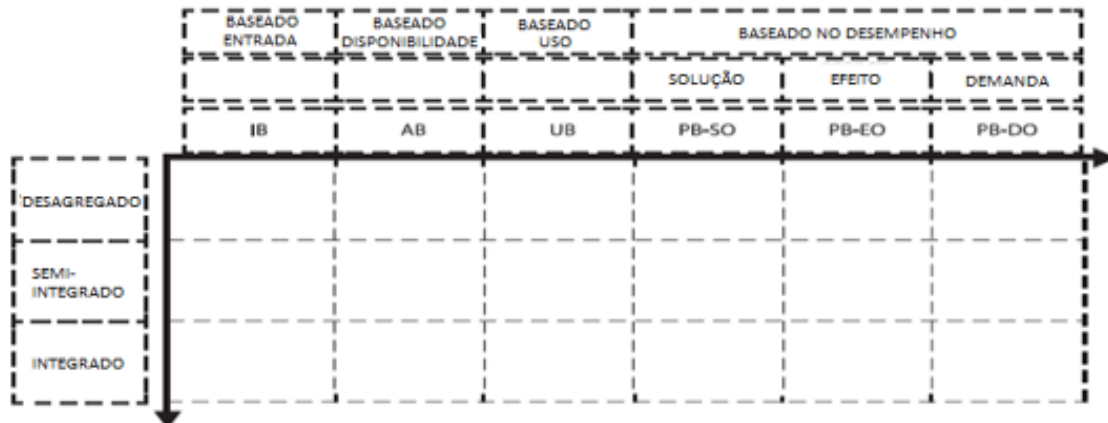 BASEADO
ENTRADA
BASEADO
DISPONIBILIDADE
BASEADO
USO
BASEADO NO DESEMPENHO
SOLUÇÃO
EFEITO
DEMANDA
IB
AB
UB
PB-SO
PB-EO
PB-DO
DESAGREGADO
SEMI-
INTEGRADO
INTEGRADO